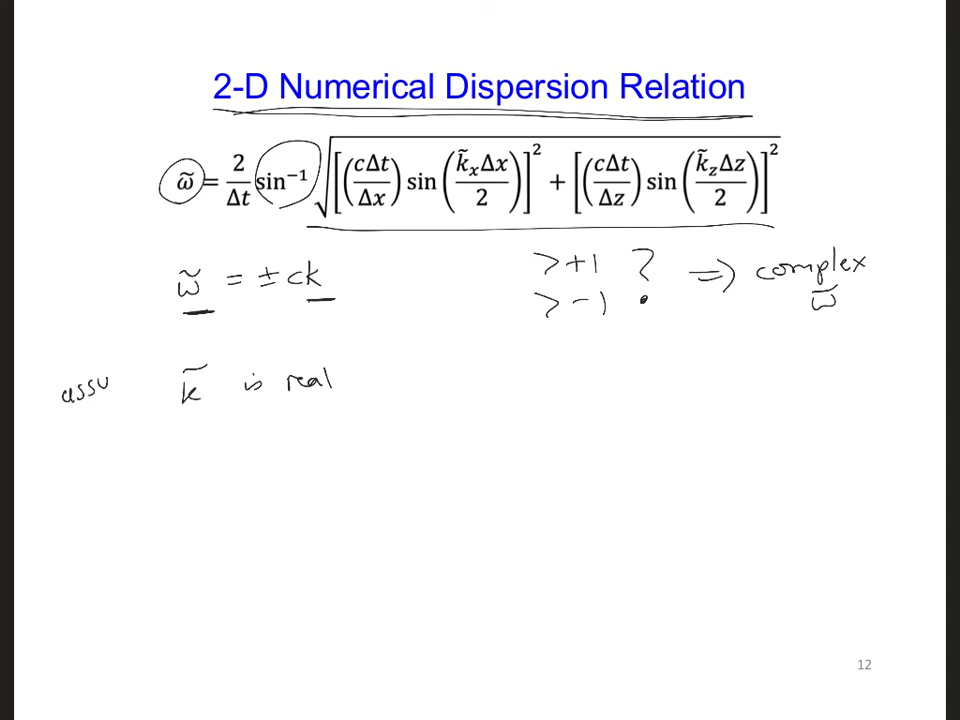 2-D Numerical Dispersion Relation
ω̃ = 2/Δt sin⁻¹ √([(cΔt/Δx) sin(k̃ₓΔx/2)]² + [(cΔt/Δz) sin(k̃_zΔz/2)]²)
ω̃ = ± ck > +1 ? ⇒ complex
> -1 ω̃
assu k̃ is real
12